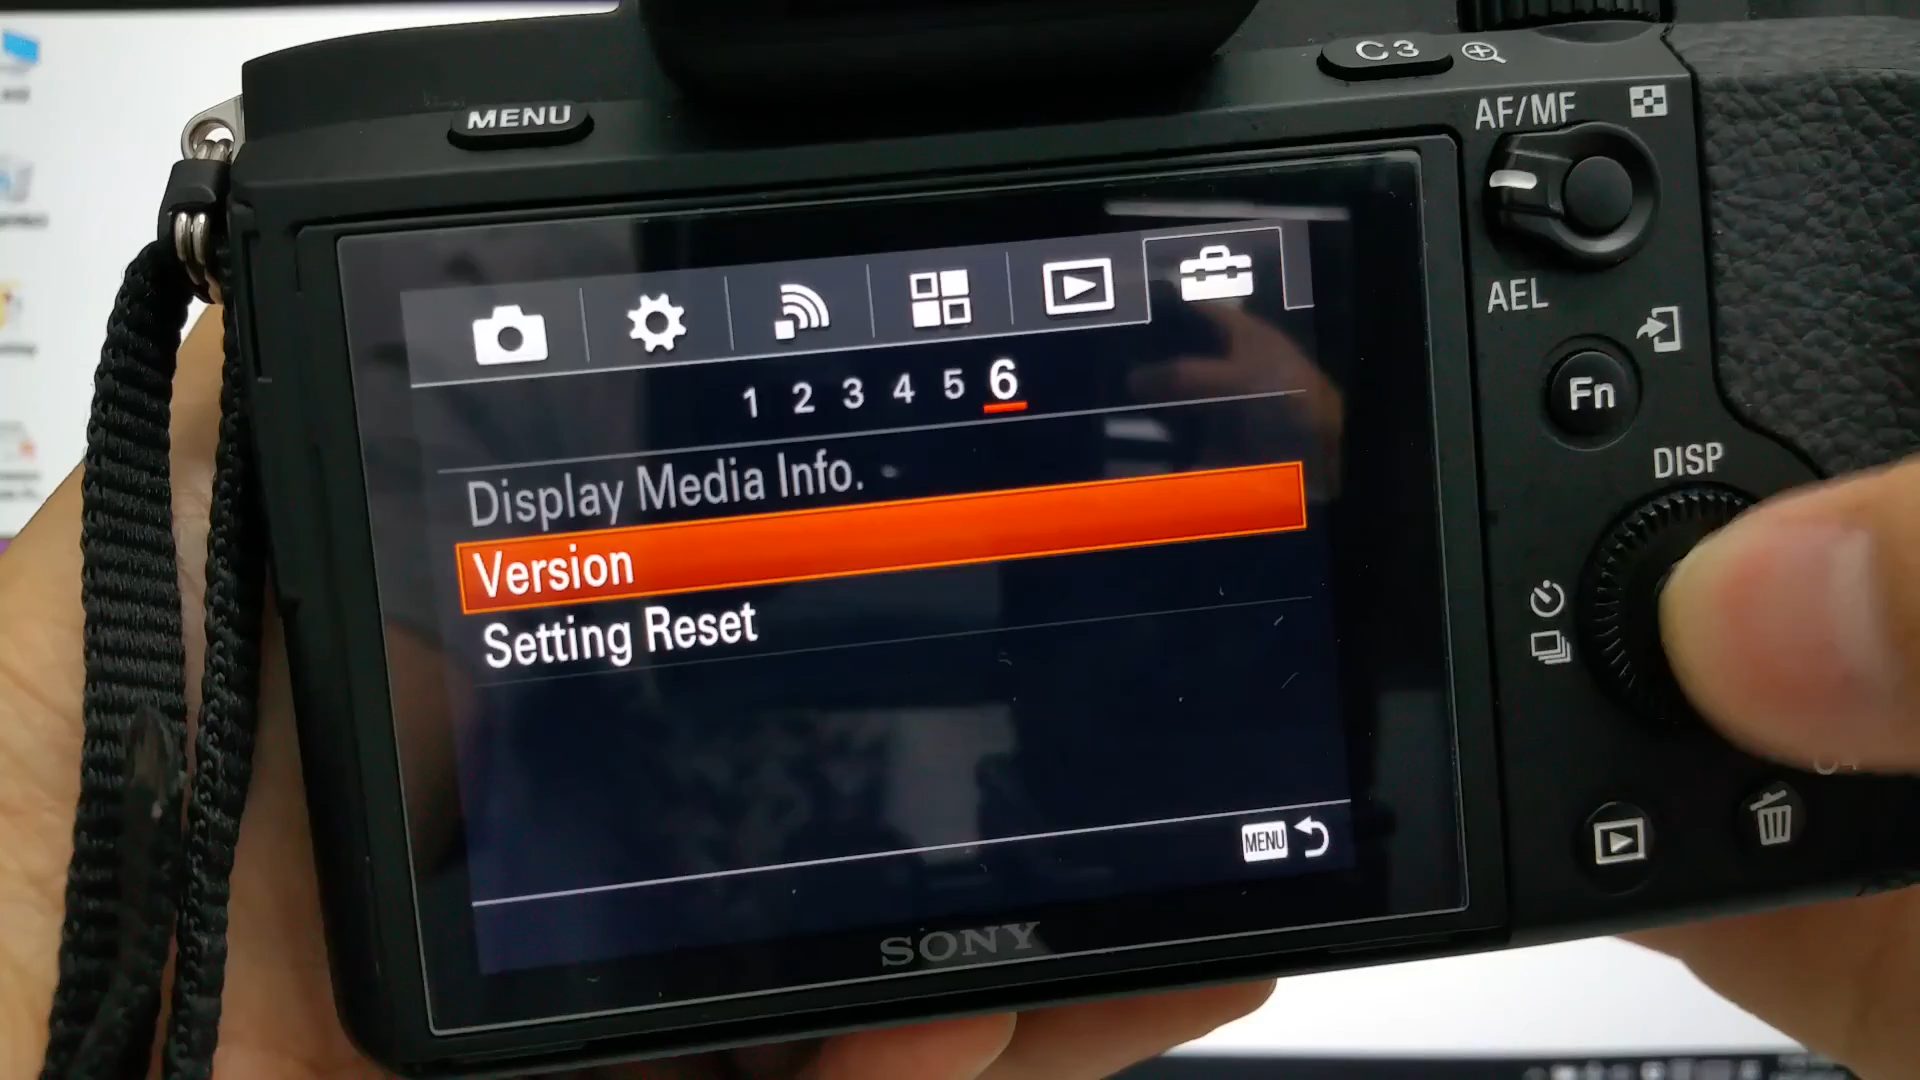 C3
MENU
AF/MF
AEL
1 2 3 4 5 6
Fn
DISP
Display Media Info.
Version
Setting Reset
MENU
SONY